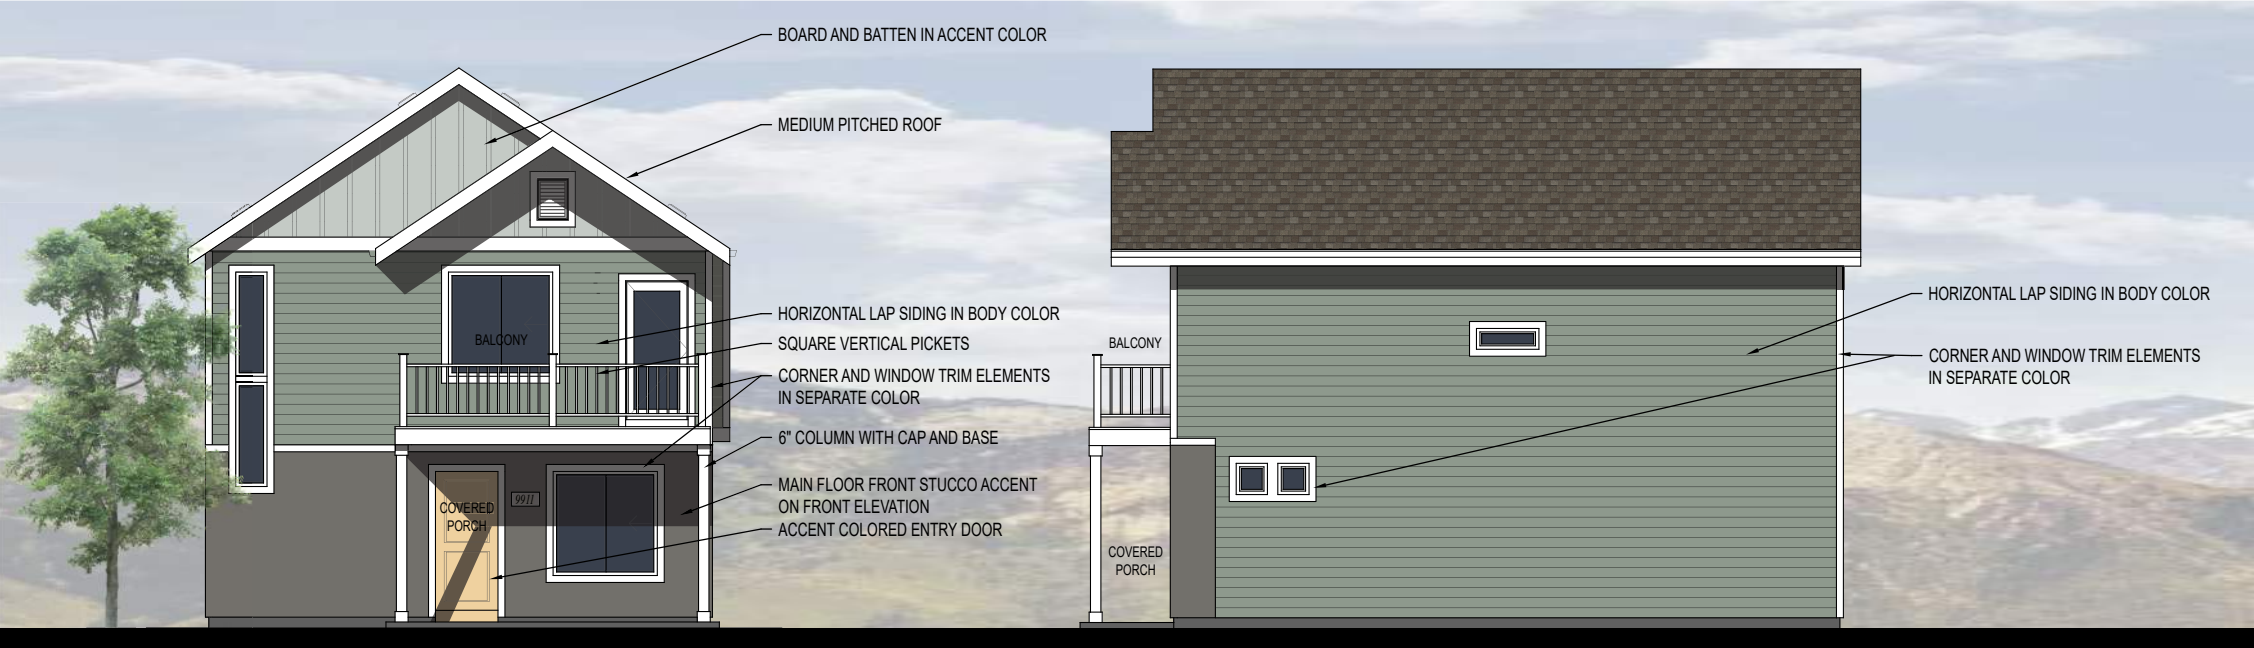 BOARD AND BATTEN IN ACCENT COLOR
MEDIUM PITCHED ROOF
HORIZONTAL LAP SIDING IN BODY COLOR
SQUARE VERTICAL PICKETS
CORNER AND WINDOW TRIM ELEMENTS
IN SEPARATE COLOR
6" COLUMN WITH CAP AND BASE
MAIN FLOOR FRONT STUCCO ACCENT
ON FRONT ELEVATION
ACCENT COLORED ENTRY DOOR
BALCONY
COVERED
PORCH
9911
BALCONY
COVERED
PORCH
HORIZONTAL LAP SIDING IN BODY COLOR
CORNER AND WINDOW TRIM ELEMENTS
IN SEPARATE COLOR